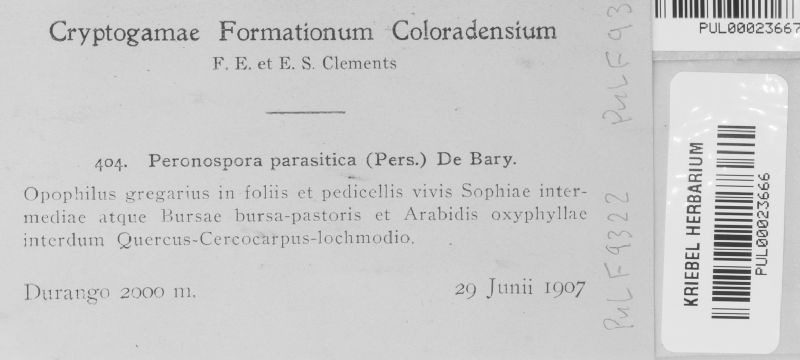 Cryptogamae Formationum Coloradensium
F. E. et E. S. Clements
404. Peronospora parasitica (Pers.) De Bary.
Opophilus gregarius in foliis et pedicellis vivis Sophiae inter-
mediae atque Bursae bursa-pastoris et Arabidis oxyphyllae
interdum Quercus-Cercocarpus-lochmodio.
Durango 2000 m.
29 Junii 1907
PUL F9322
PUL F93
PUL00023667
KRIEBEL HERBARIUM
PUL00023666